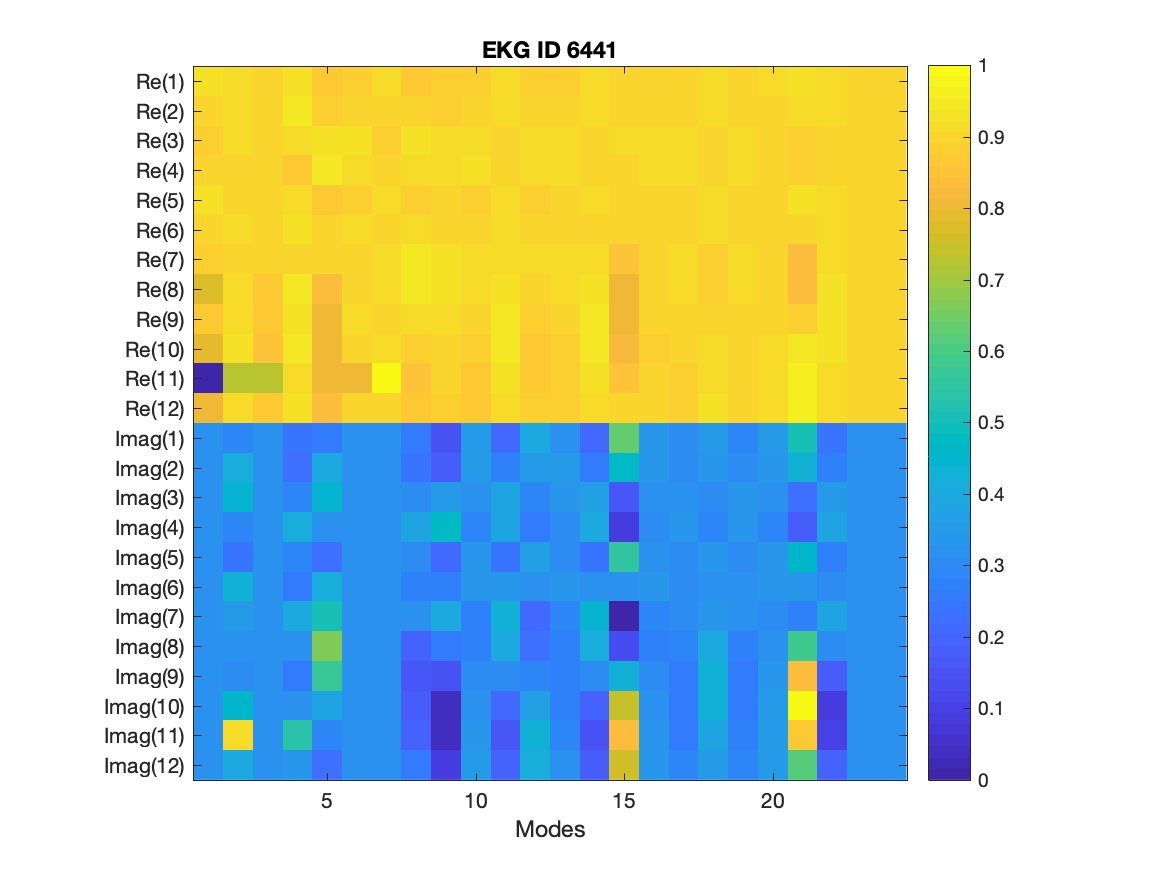 EKG ID 6441
Re(1)
Re(2)
Re(3)
Re(4)
Re(5)
Re(6)
Re(7)
Re(8)
Re(9)
Re(10)
Re(11)
Re(12)
Imag(1)
Imag(2)
Imag(3)
Imag(4)
Imag(5)
Imag(6)
Imag(7)
Imag(8)
Imag(9)
Imag(10)
Imag(11)
Imag(12)
5 10 15 20
Modes
1
0.9
0.8
0.7
0.6
0.5
0.4
0.3
0.2
0.1
0